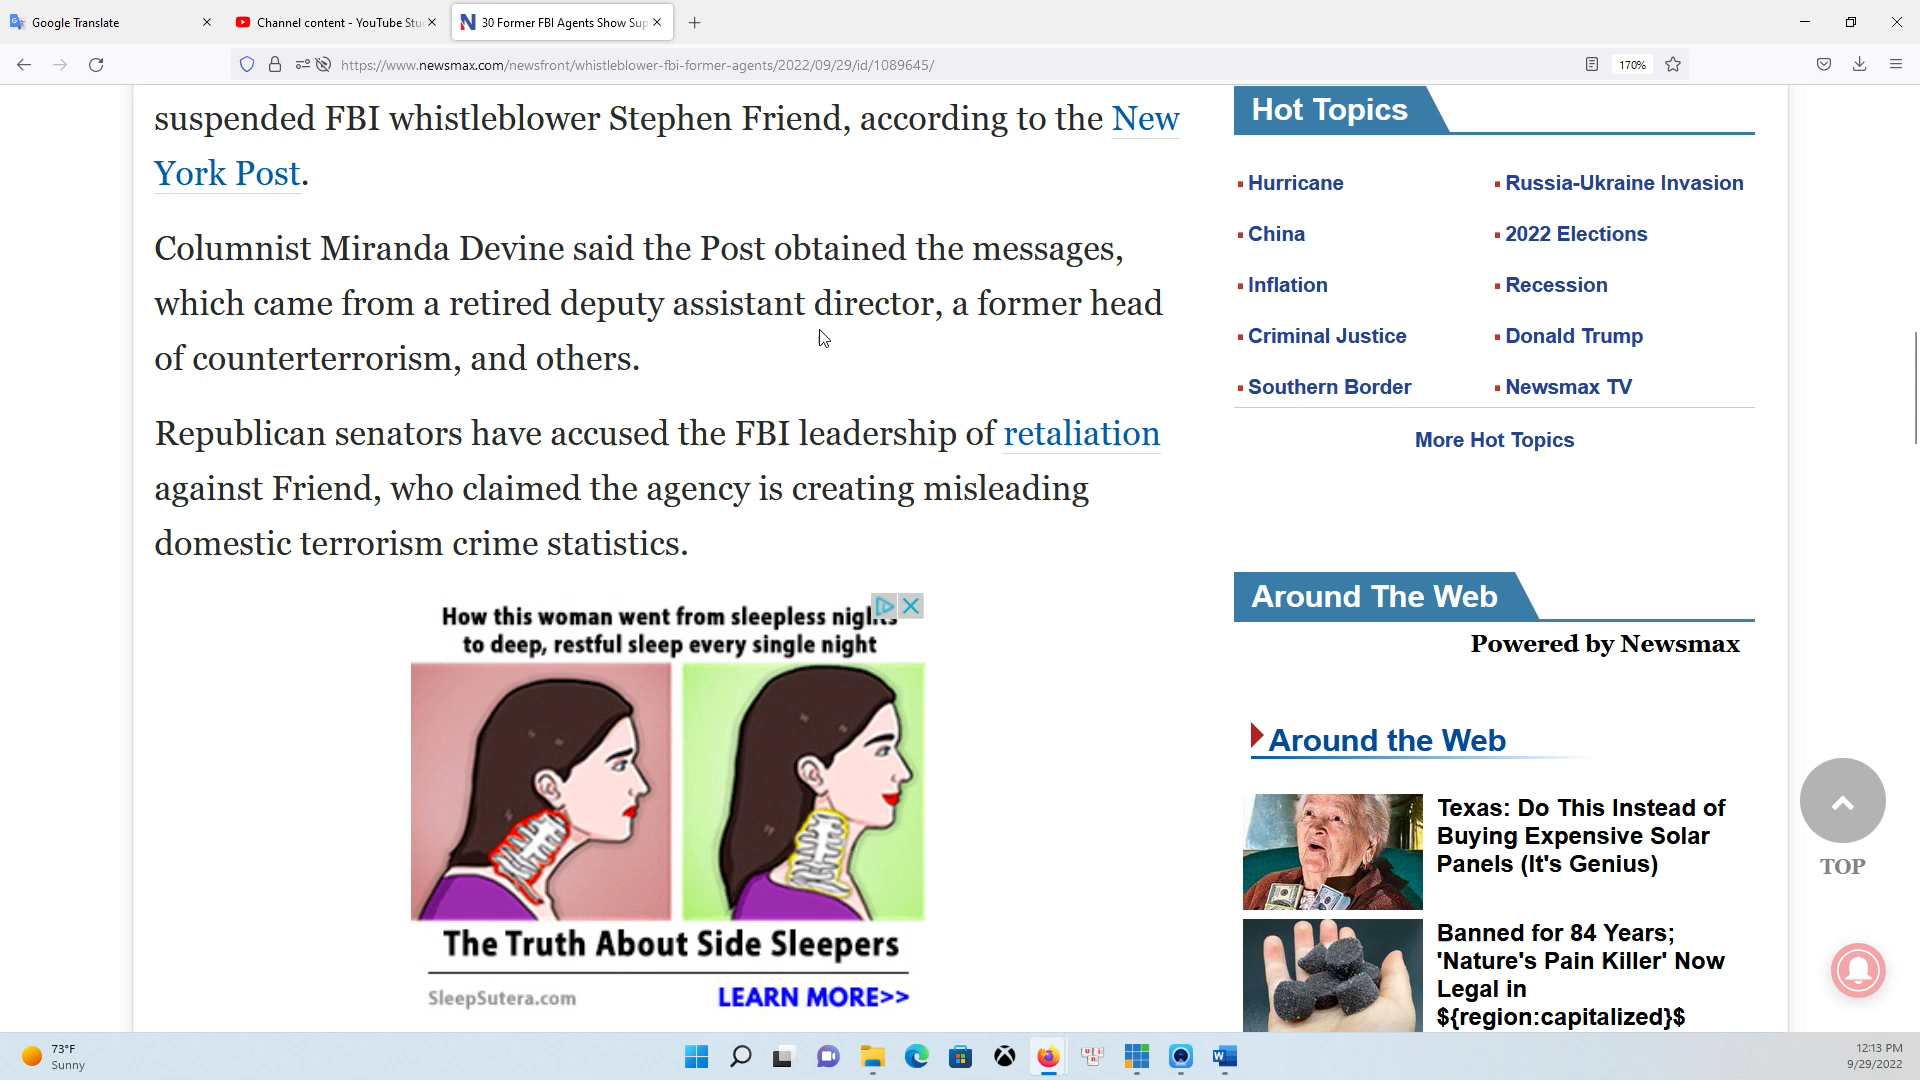 Google Translate
Channel content - YouTube Stu
30 Former FBI Agents Show Sup
https://www.newsmax.com/newsfront/whistleblower-fbi-former-agents/2022/09/29/id/1089645/
170%
suspended FBI whistleblower Stephen Friend, according to the New
York Post.
Columnist Miranda Devine said the Post obtained the messages,
which came from a retired deputy assistant director, a former head
of counterterrorism, and others.
Republican senators have accused the FBI leadership of retaliation
against Friend, who claimed the agency is creating misleading
domestic terrorism crime statistics.
How this woman went from sleepless nights
to deep, restful sleep every single night
The Truth About Side Sleepers
SleepSutera.com
LEARN MORE>>
Hot Topics
Hurricane
Russia-Ukraine Invasion
China
2022 Elections
Inflation
Recession
Criminal Justice
Donald Trump
Southern Border
Newsmax TV
More Hot Topics
Around The Web
Powered by Newsmax
Around the Web
Texas: Do This Instead of
Buying Expensive Solar
Panels (It's Genius)
Banned for 84 Years;
'Nature's Pain Killer' Now
Legal in
${region:capitalized}$
TOP
73°F
Sunny
12:13 PM
9/29/2022